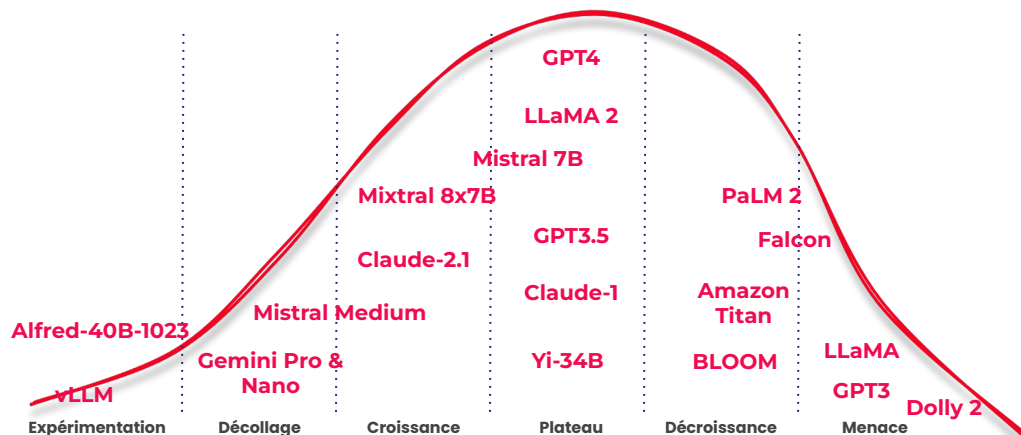 GPT4
LLaMA 2
Mistral 7B
Mixtral 8x7B
PaLM 2
GPT3.5
Falcon
Claude-2.1
Claude-1
Amazon
Titan
Mistral Medium
Alfred-40B-1023
Gemini Pro &
Nano
Yi-34B
BLOOM
LLaMA
vLLM
GPT3
Dolly 2
Expérimentation
Décollage
Croissance
Plateau
Décroissance
Menace